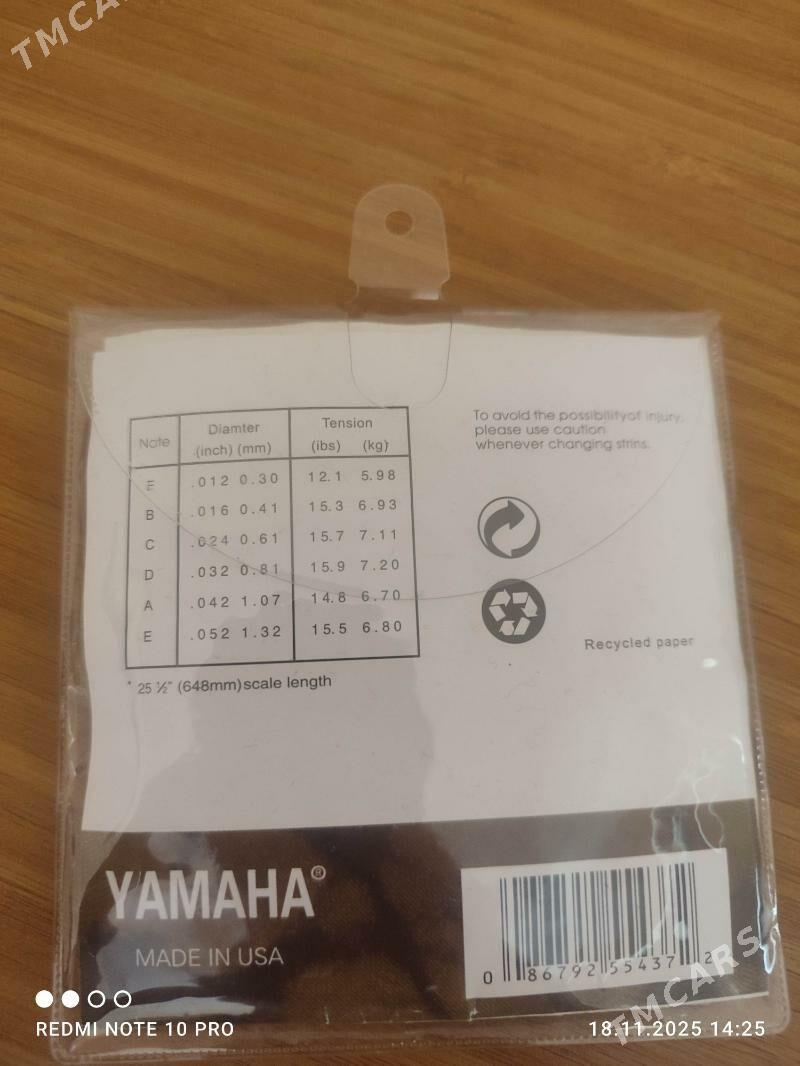 TMCARS
Note Diamter Tension
(inch) (mm) (ibs) (kg)
E .012 0.30 12.1 5.98
B .016 0.41 15.3 6.93
C .024 0.61 15.7 7.11
D .032 0.81 15.9 7.20
A .042 1.07 14.8 6.70
E .052 1.32 15.5 6.80
* 25 ½" (648mm)scale length
To avoid the possibilityof injury,
please use caution
whenever changing strins.
Recycled paper
YAMAHA®
MADE IN USA
0 86792 55437 2
TMCARS
REDMI NOTE 10 PRO
18.11.2025 14:25